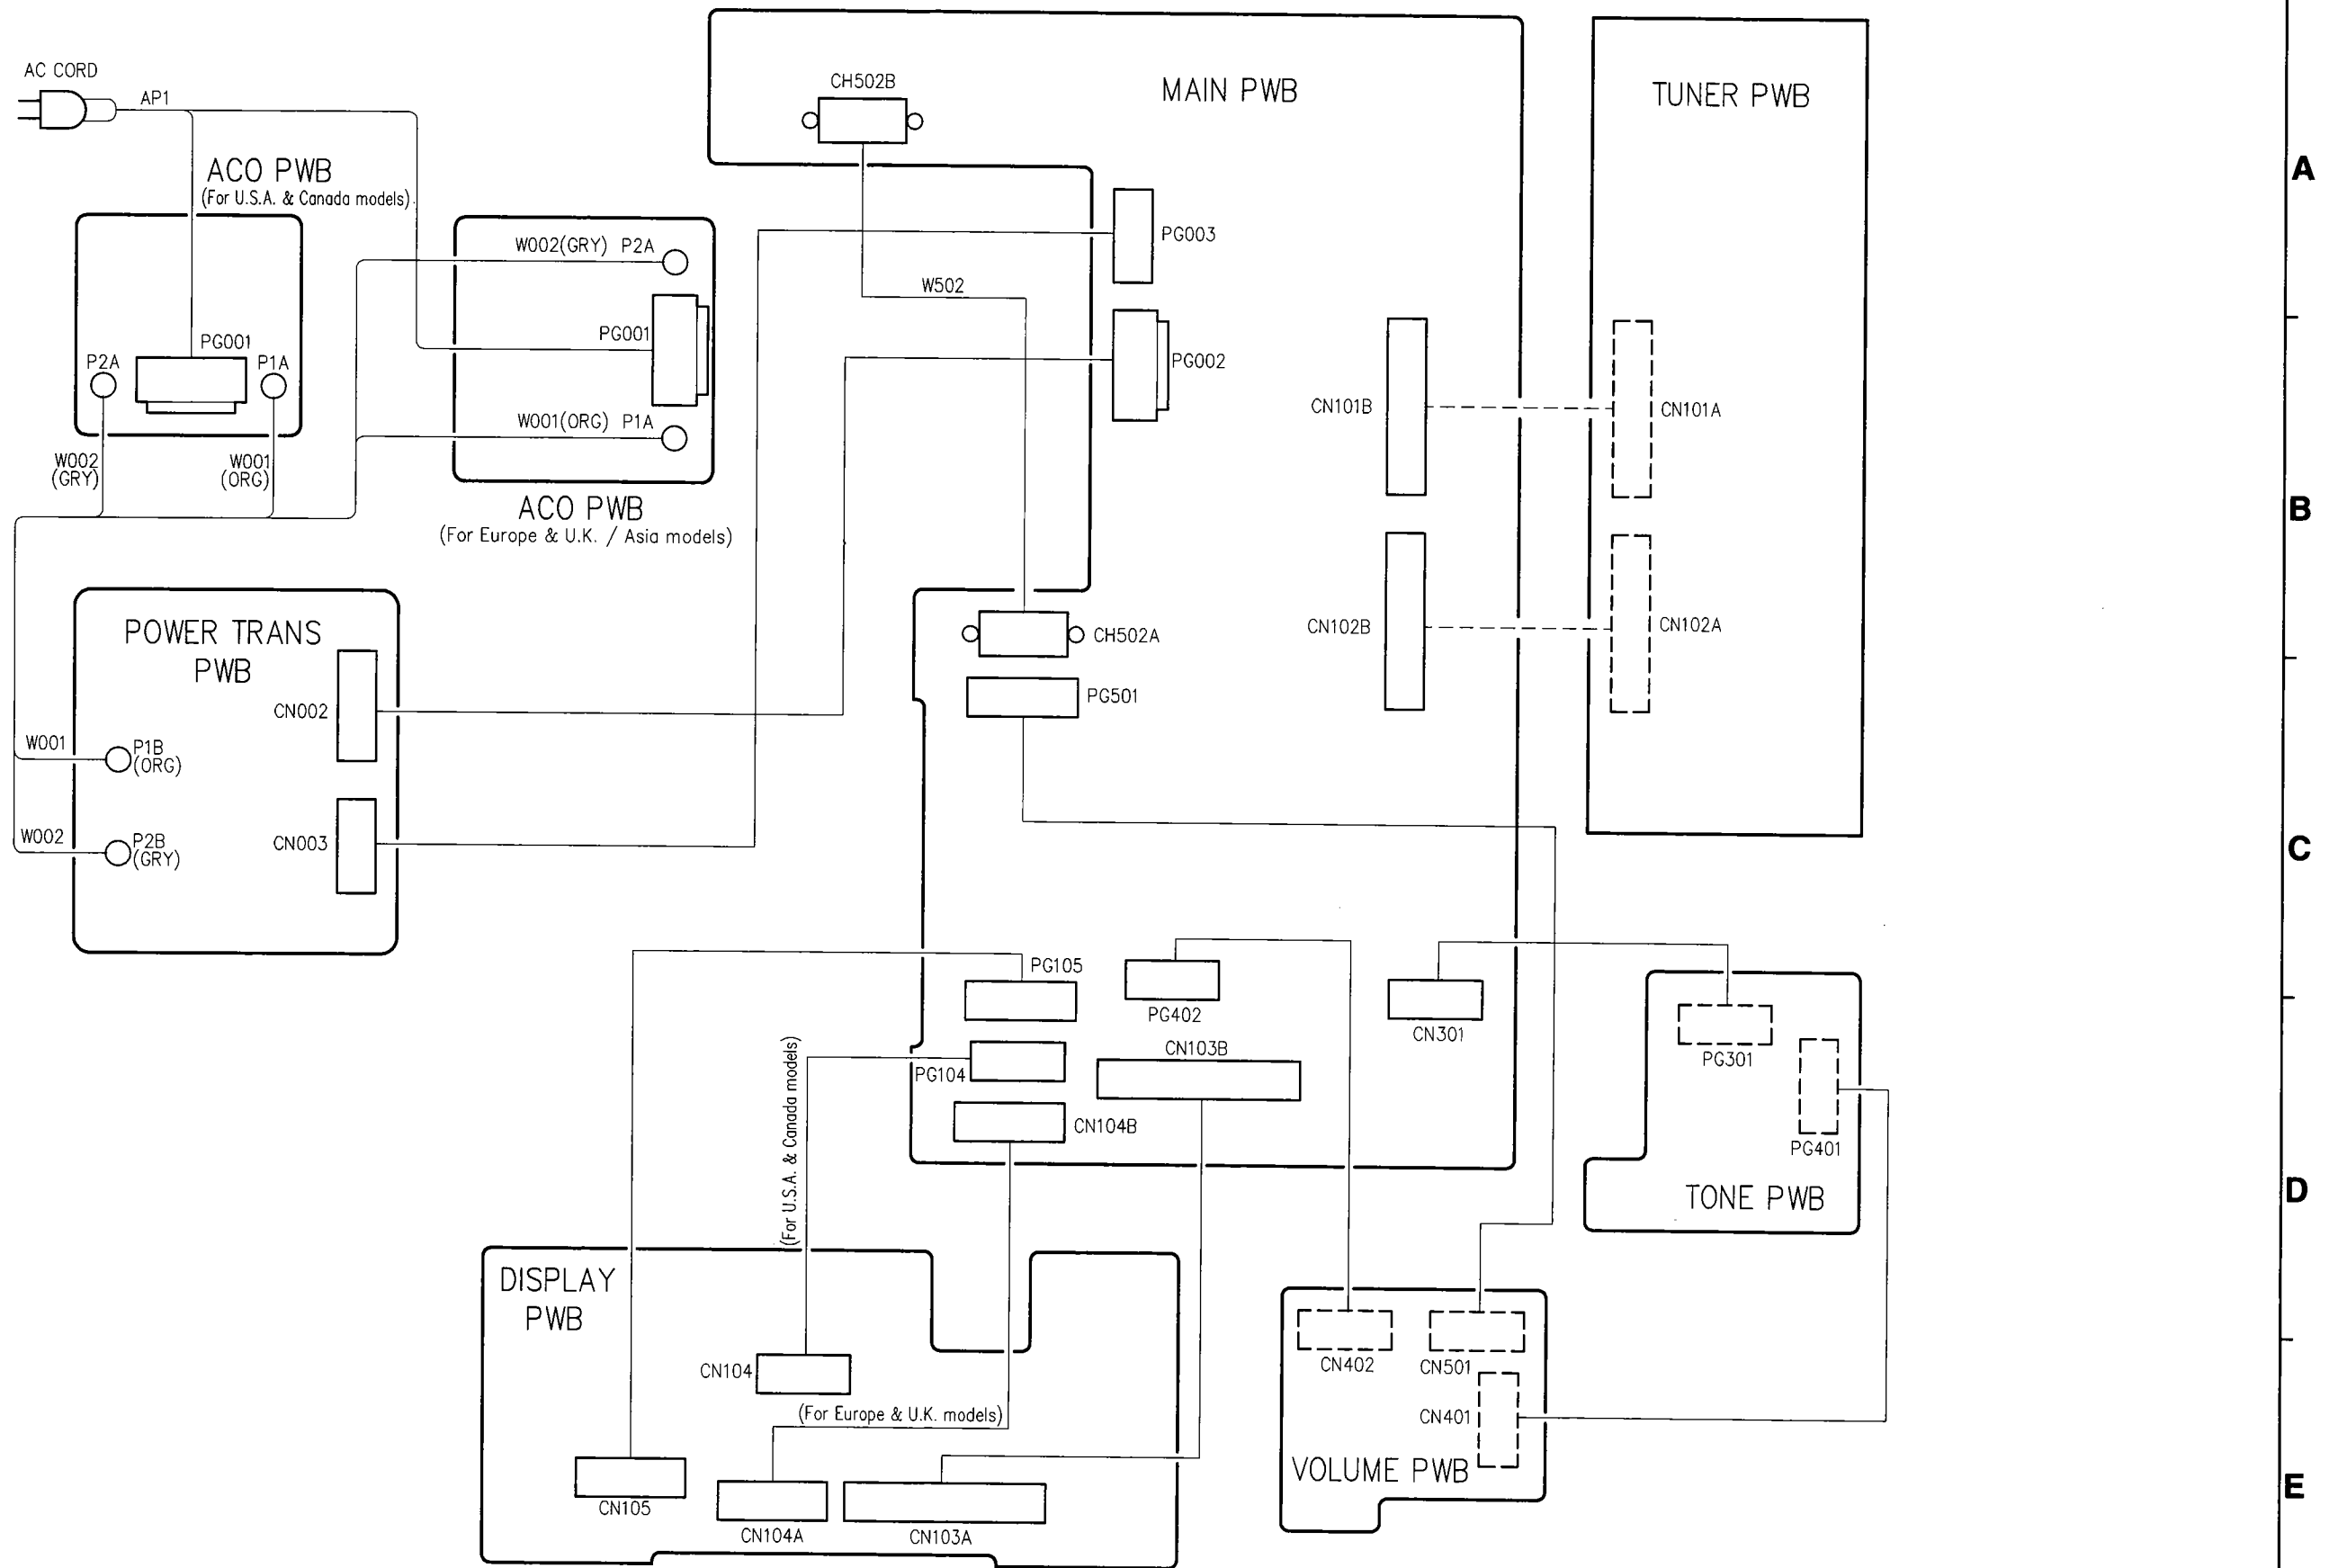 AC CORD
AP1
ACO PWB
(For U.S.A. & Canada models)
PG001
P2A
P1A
W002
(GRY)
W001
(ORG)
W002(GRY) P2A
PG001
W001(ORG) P1A
ACO PWB
(For Europe & U.K. / Asia models)
POWER TRANS
PWB
CN002
W001
P1B
(ORG)
W002
P2B
(GRY)
CN003
CH502B
MAIN PWB
PG003
W502
PG002
CN101B
CN102B
CH502A
PG501
PG105
PG402
CN301
PG104
CN103B
CN104B
TUNER PWB
CN101A
CN102A
PG301
PG401
TONE PWB
(For U.S.A. & Canada models)
DISPLAY
PWB
CN104
(For Europe & U.K. models)
CN105
CN104A
CN103A
CN402
CN501
CN401
VOLUME PWB
A
B
C
D
E